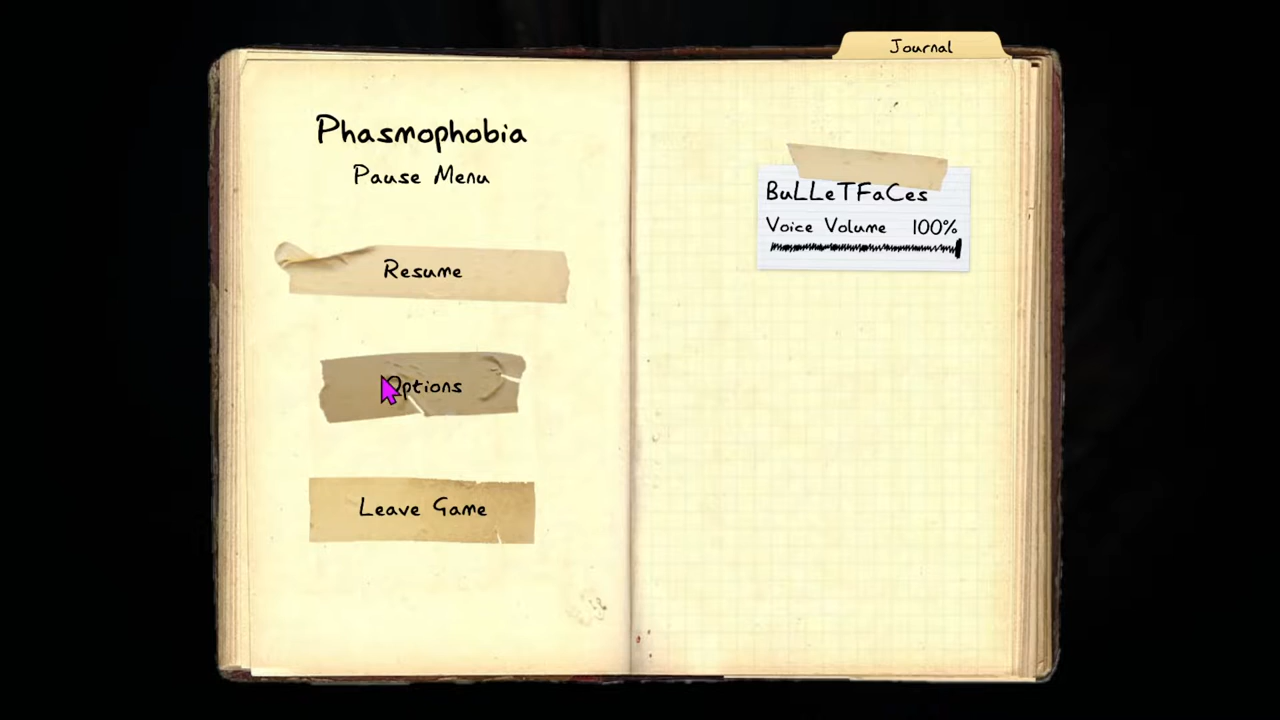 Journal
Phasmophobia
Pause Menu
Resume
Options
Leave Game
BuLLeTFaCes
Voice Volume 100%